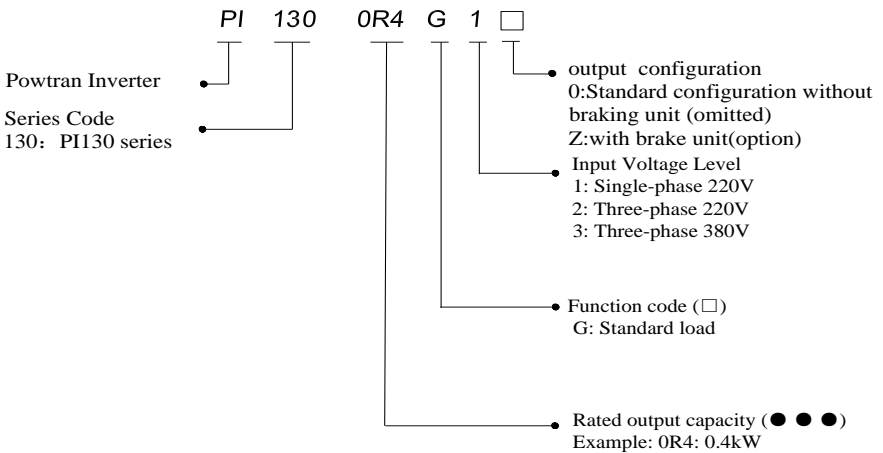 PI 130 0R4 G 1 □
Powtran Inverter
Series Code
130：PI130 series
output configuration
0:Standard configuration without
braking unit (omitted)
Z:with brake unit(option)
Input Voltage Level
1: Single-phase 220V
2: Three-phase 220V
3: Three-phase 380V
Function code (□)
G: Standard load
Rated output capacity (● ● ●)
Example: 0R4: 0.4kW